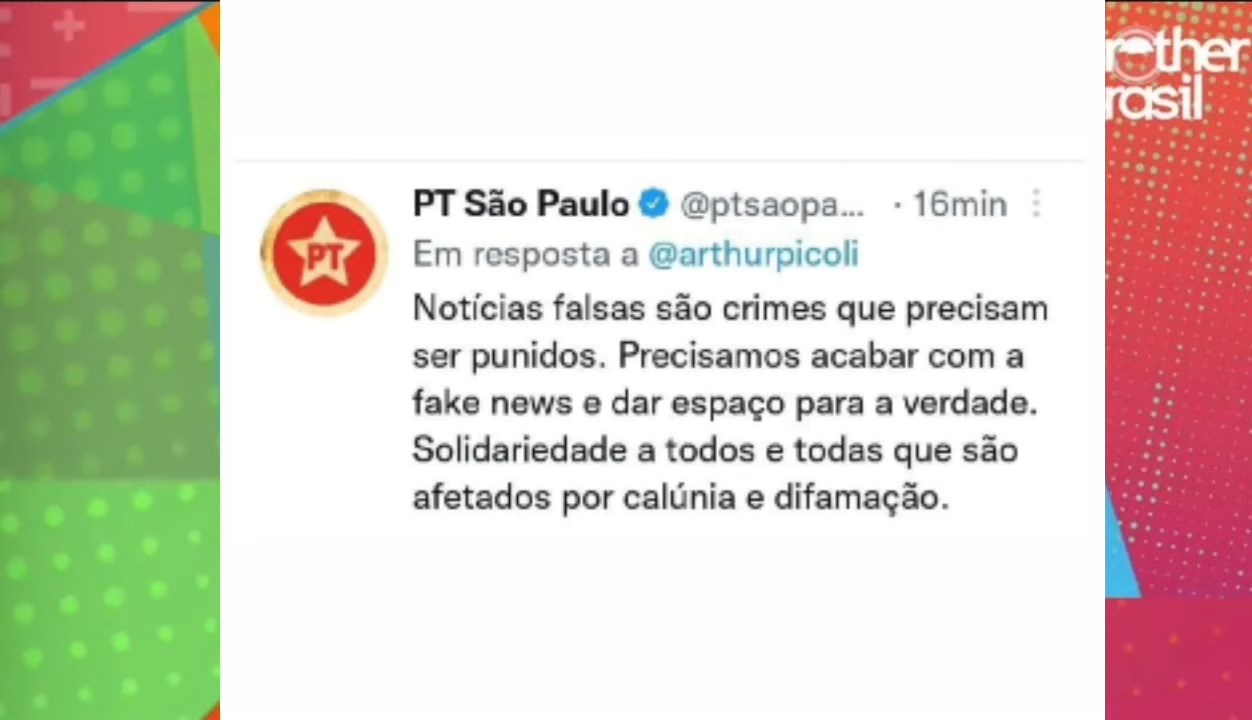 rother
rasil
PT São Paulo @ptsaopa... · 16min
PT
Em resposta a @arthurpicoli
Notícias falsas são crimes que precisam
ser punidos. Precisamos acabar com a
fake news e dar espaço para a verdade.
Solidariedade a todos e todas que são
afetados por calúnia e difamação.